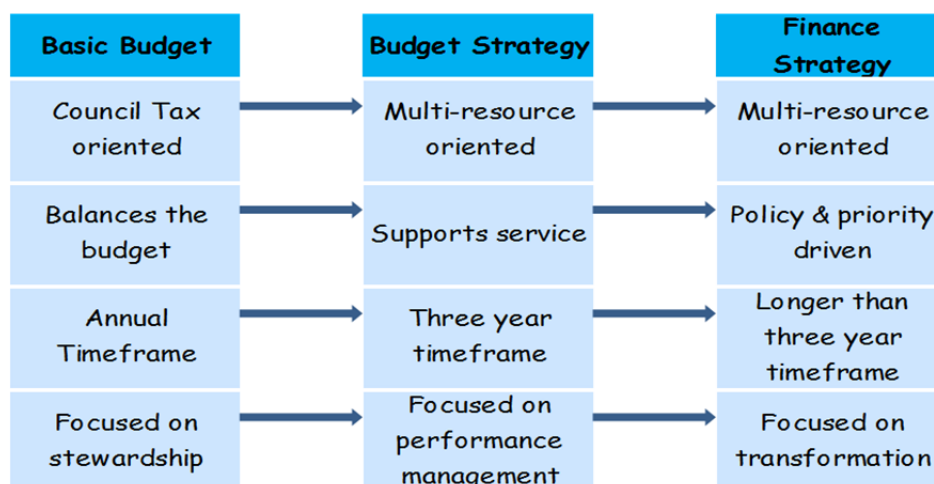 Basic Budget
Budget Strategy
Finance
Strategy
Council Tax
oriented
Multi-resource
oriented
Multi-resource
oriented
Balances the
budget
Supports service
Policy & priority
driven
Annual
Timeframe
Three year
timeframe
Longer than
three year
timeframe
Focused on
stewardship
Focused on
performance
management
Focused on
transformation